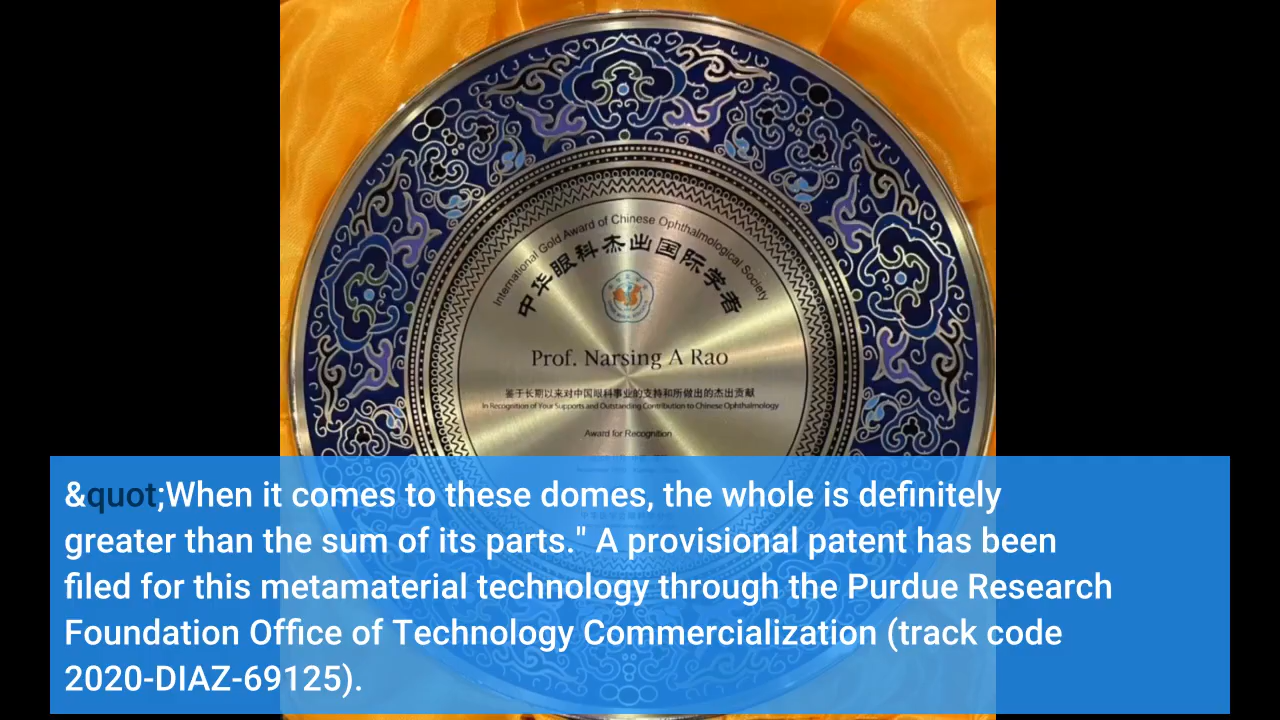 International Gold Award of Chinese Ophthalmological Society
中华眼科杰出国际学者
Prof. Narsing A Rao
鉴于长期以来对中国眼科事业的支持和所做出的杰出贡献
In Recognition of Your Supports and Outstanding Contribution to Chinese Ophthalmology
Award for Recognition
&quot;When it comes to these domes, the whole is definitely
greater than the sum of its parts." A provisional patent has been
filed for this metamaterial technology through the Purdue Research
Foundation Office of Technology Commercialization (track code
2020-DIAZ-69125).